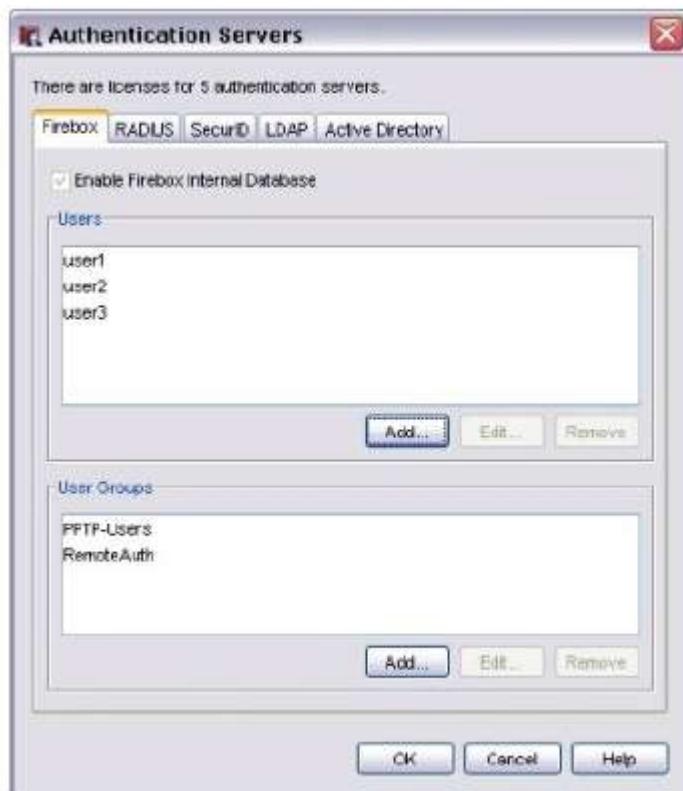 Authentication Servers
There are licenses for 5 authentication servers.
Firebox RADIUS SecurID LDAP Active Directory
Enable Firebox Internal Database
Users
user1
user2
user3
Add... Edit... Remove
User Groups
PPTP-Users
RemoteAuth
Add... Edit... Remove
OK Cancel Help